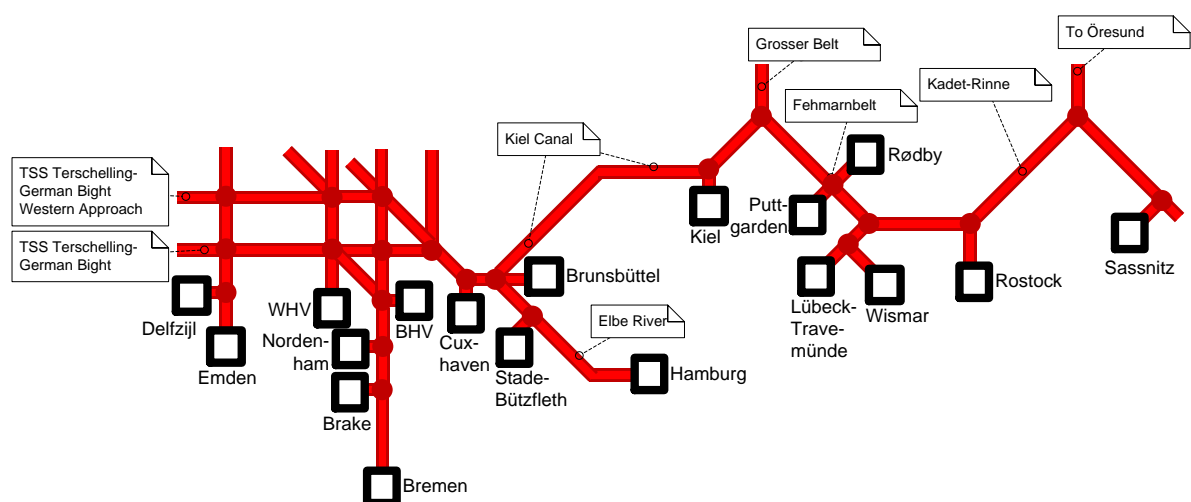 Grosser Belt
To Öresund
Kadet-Rinne
Fehmarnbelt
Kiel Canal
TSS Terschelling-
German Bight
Western Approach
TSS Terschelling-
German Bight
Rødby
Putt-
garden
Kiel
Sassnitz
Brunsbüttel
Rostock
Lübeck-
Trave-
münde
Wismar
Delfzijl
Emden
WHV
Norden-
ham
BHV
Cux-
haven
Elbe River
Stade-
Bützfleth
Hamburg
Brake
Bremen